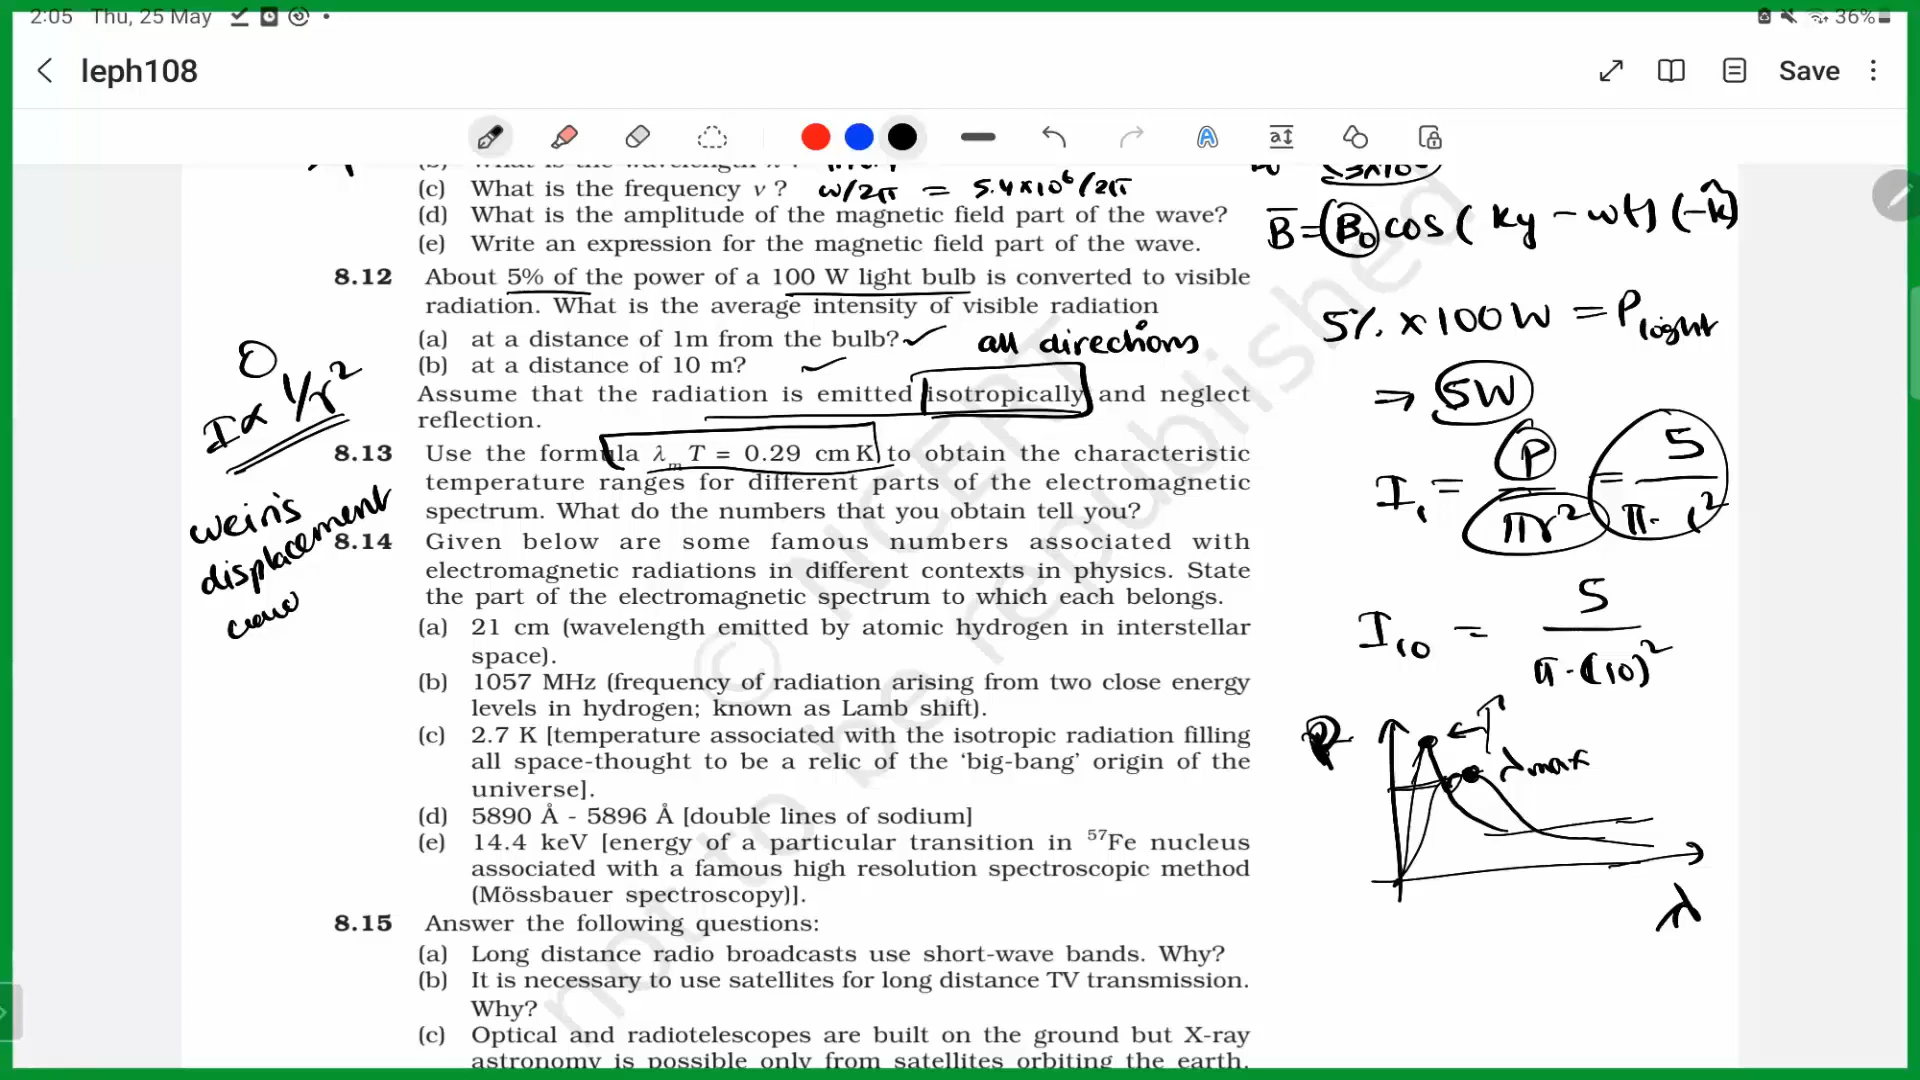 2:05 Thu, 25 May
36%
leph108
Save
(c) What is the frequency ν ? w/2π = 5.4×10⁶/2π
(d) What is the amplitude of the magnetic field part of the wave?
(e) Write an expression for the magnetic field part of the wave.
B = B₀ cos( ky - wt) (-k̂)
8.12 About 5% of the power of a 100 W light bulb is converted to visible
radiation. What is the average intensity of visible radiation
(a) at a distance of 1m from the bulb?
(b) at a distance of 10 m?
all directions
Assume that the radiation is emitted isotropically and neglect
reflection.
5% × 100W = Plight
⇒ 5W
I₁ = P/πr² = 5/π·1²
I₁₀ = 5/π·(10)²
I∝ 1/r²
8.13 Use the formula λm T = 0.29 cm K to obtain the characteristic
temperature ranges for different parts of the electromagnetic
spectrum. What do the numbers that you obtain tell you?
wein's
displacement
8.14 Given below are some famous numbers associated with
electromagnetic radiations in different contexts in physics. State
the part of the electromagnetic spectrum to which each belongs.
(a) 21 cm (wavelength emitted by atomic hydrogen in interstellar
space).
(b) 1057 MHz (frequency of radiation arising from two close energy
levels in hydrogen; known as Lamb shift).
(c) 2.7 K [temperature associated with the isotropic radiation filling
all space-thought to be a relic of the ‘big-bang’ origin of the
universe].
(d) 5890 Å - 5896 Å [double lines of sodium]
(e) 14.4 keV [energy of a particular transition in ⁵⁷Fe nucleus
associated with a famous high resolution spectroscopic method
(Mössbauer spectroscopy)].
T
λmax
λ
8.15 Answer the following questions:
(a) Long distance radio broadcasts use short-wave bands. Why?
(b) It is necessary to use satellites for long distance TV transmission.
Why?
(c) Optical and radiotelescopes are built on the ground but X-ray
astronomy is possible only from satellites orbiting the earth.
© NCERT
not to be republished